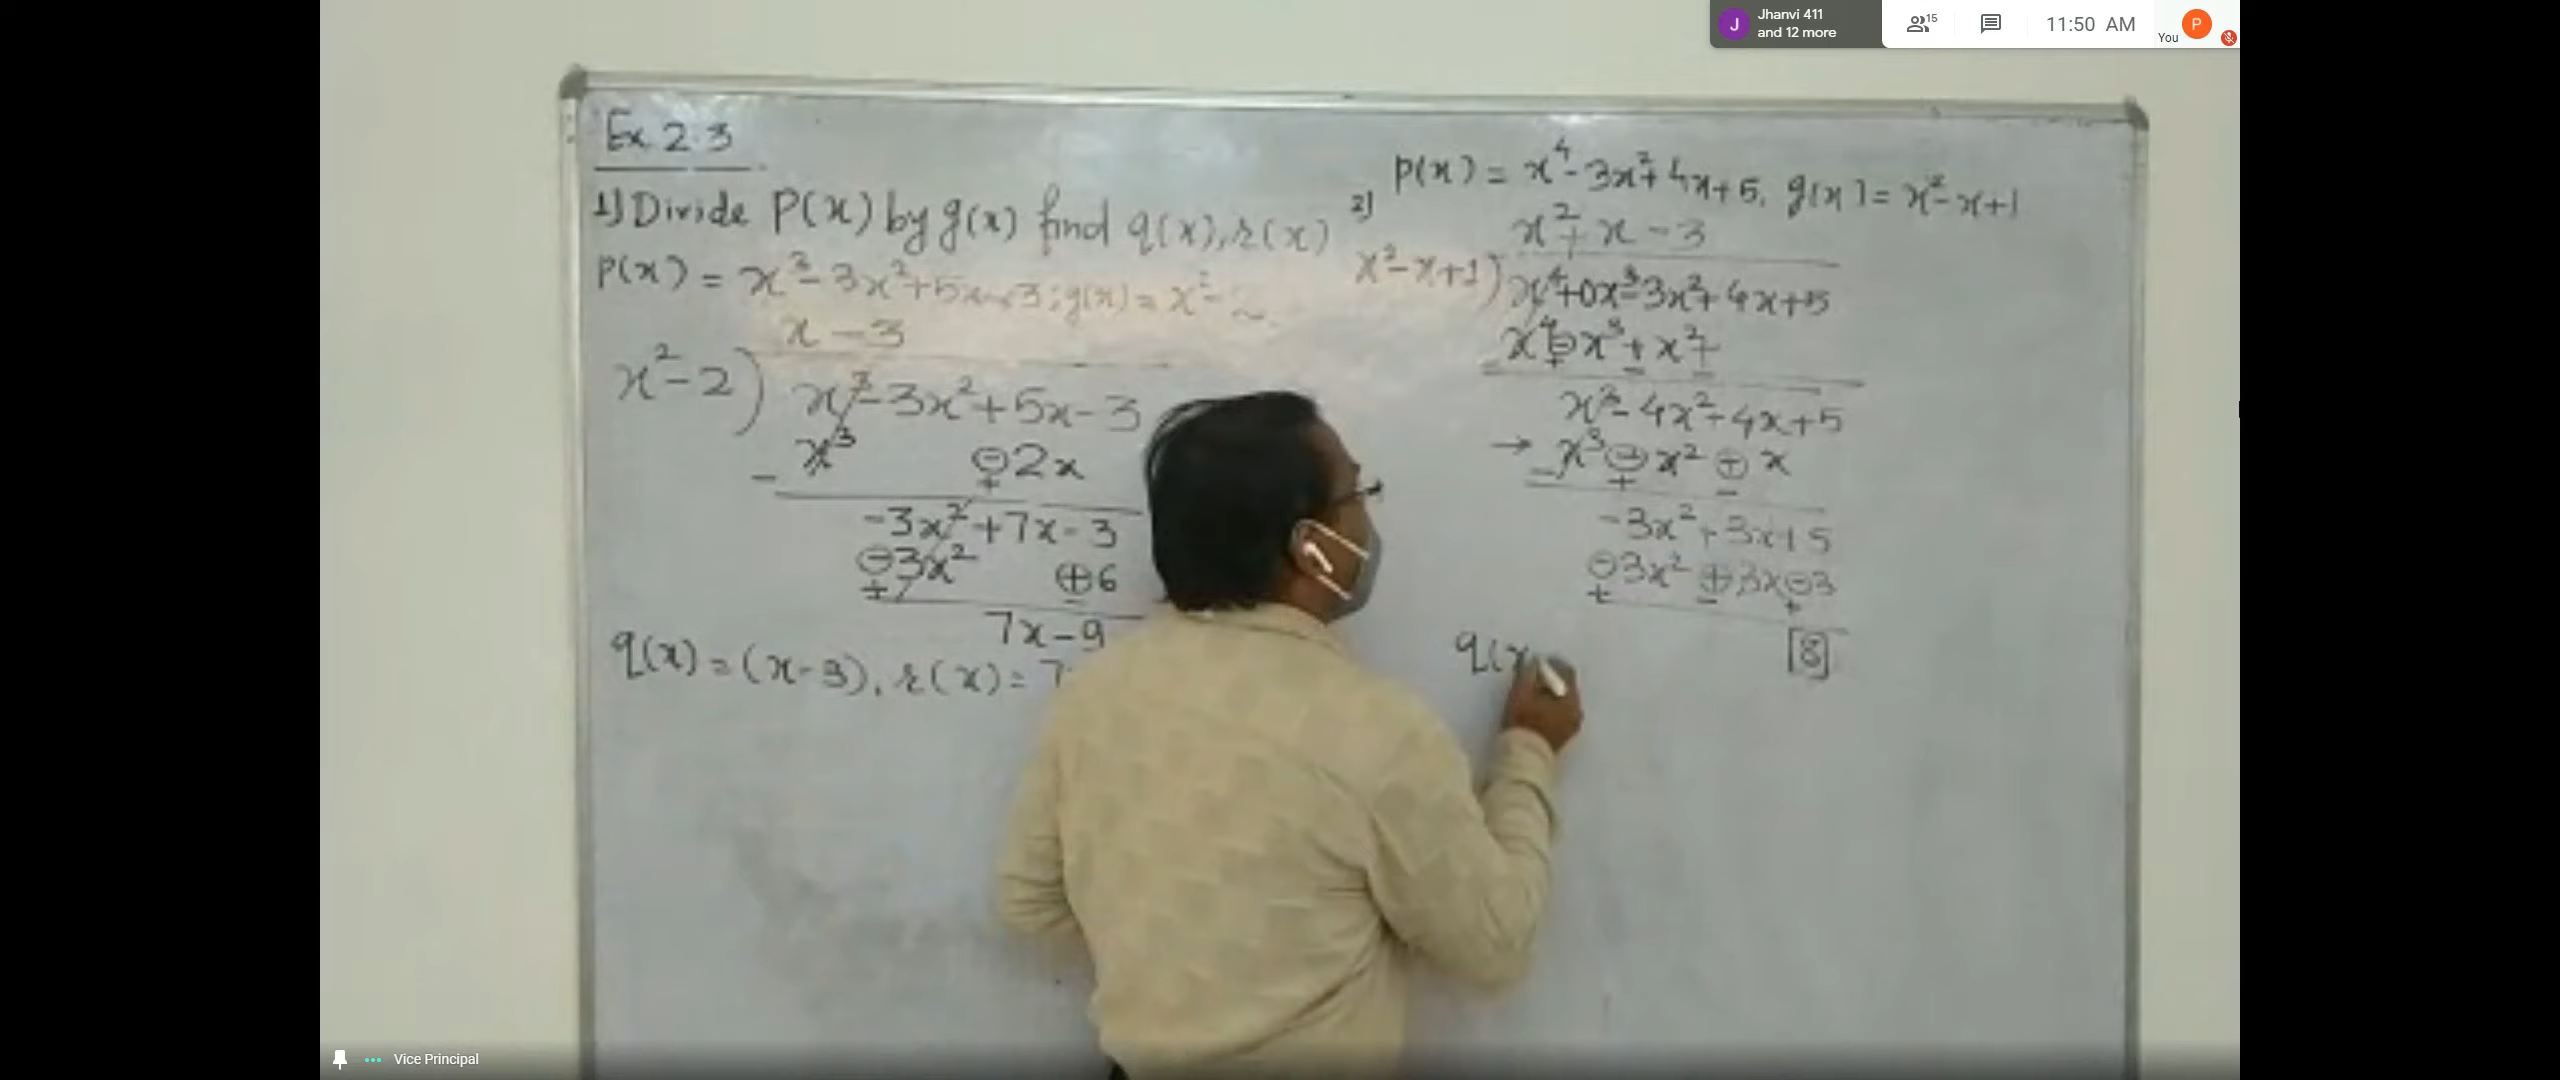 Jhanvi 411
and 12 more
15
11:50 AM
You
P
J
Ex 2.3
1) Divide P(x) by g(x) find q(x), r(x)
P(x) = x³ - 3x² + 5x - 3 ; g(x) = x² - 2
x - 3
x² - 2 ) x³ - 3x² + 5x - 3
x³ ⊖ 2x
- +
-3x² + 7x - 3
⊖ 3x² ⊕ 6
+ -
7x - 9
q(x) = (x-3), r(x) = 7
2) P(x) = x⁴ - 3x² + 4x + 5, g(x) = x² - x + 1
x² + x - 3
x² - x + 1 ) x⁴ + 0x³ - 3x² + 4x + 5
x⁴ ⊖ x³ + x²
- + -
x³ - 4x² + 4x + 5
→ x³ ⊖ x² ⊕ x
- + -
-3x² + 3x + 5
⊖ 3x² ⊕ 3x ⊖ 3
+ - +
8
q(x
Vice Principal